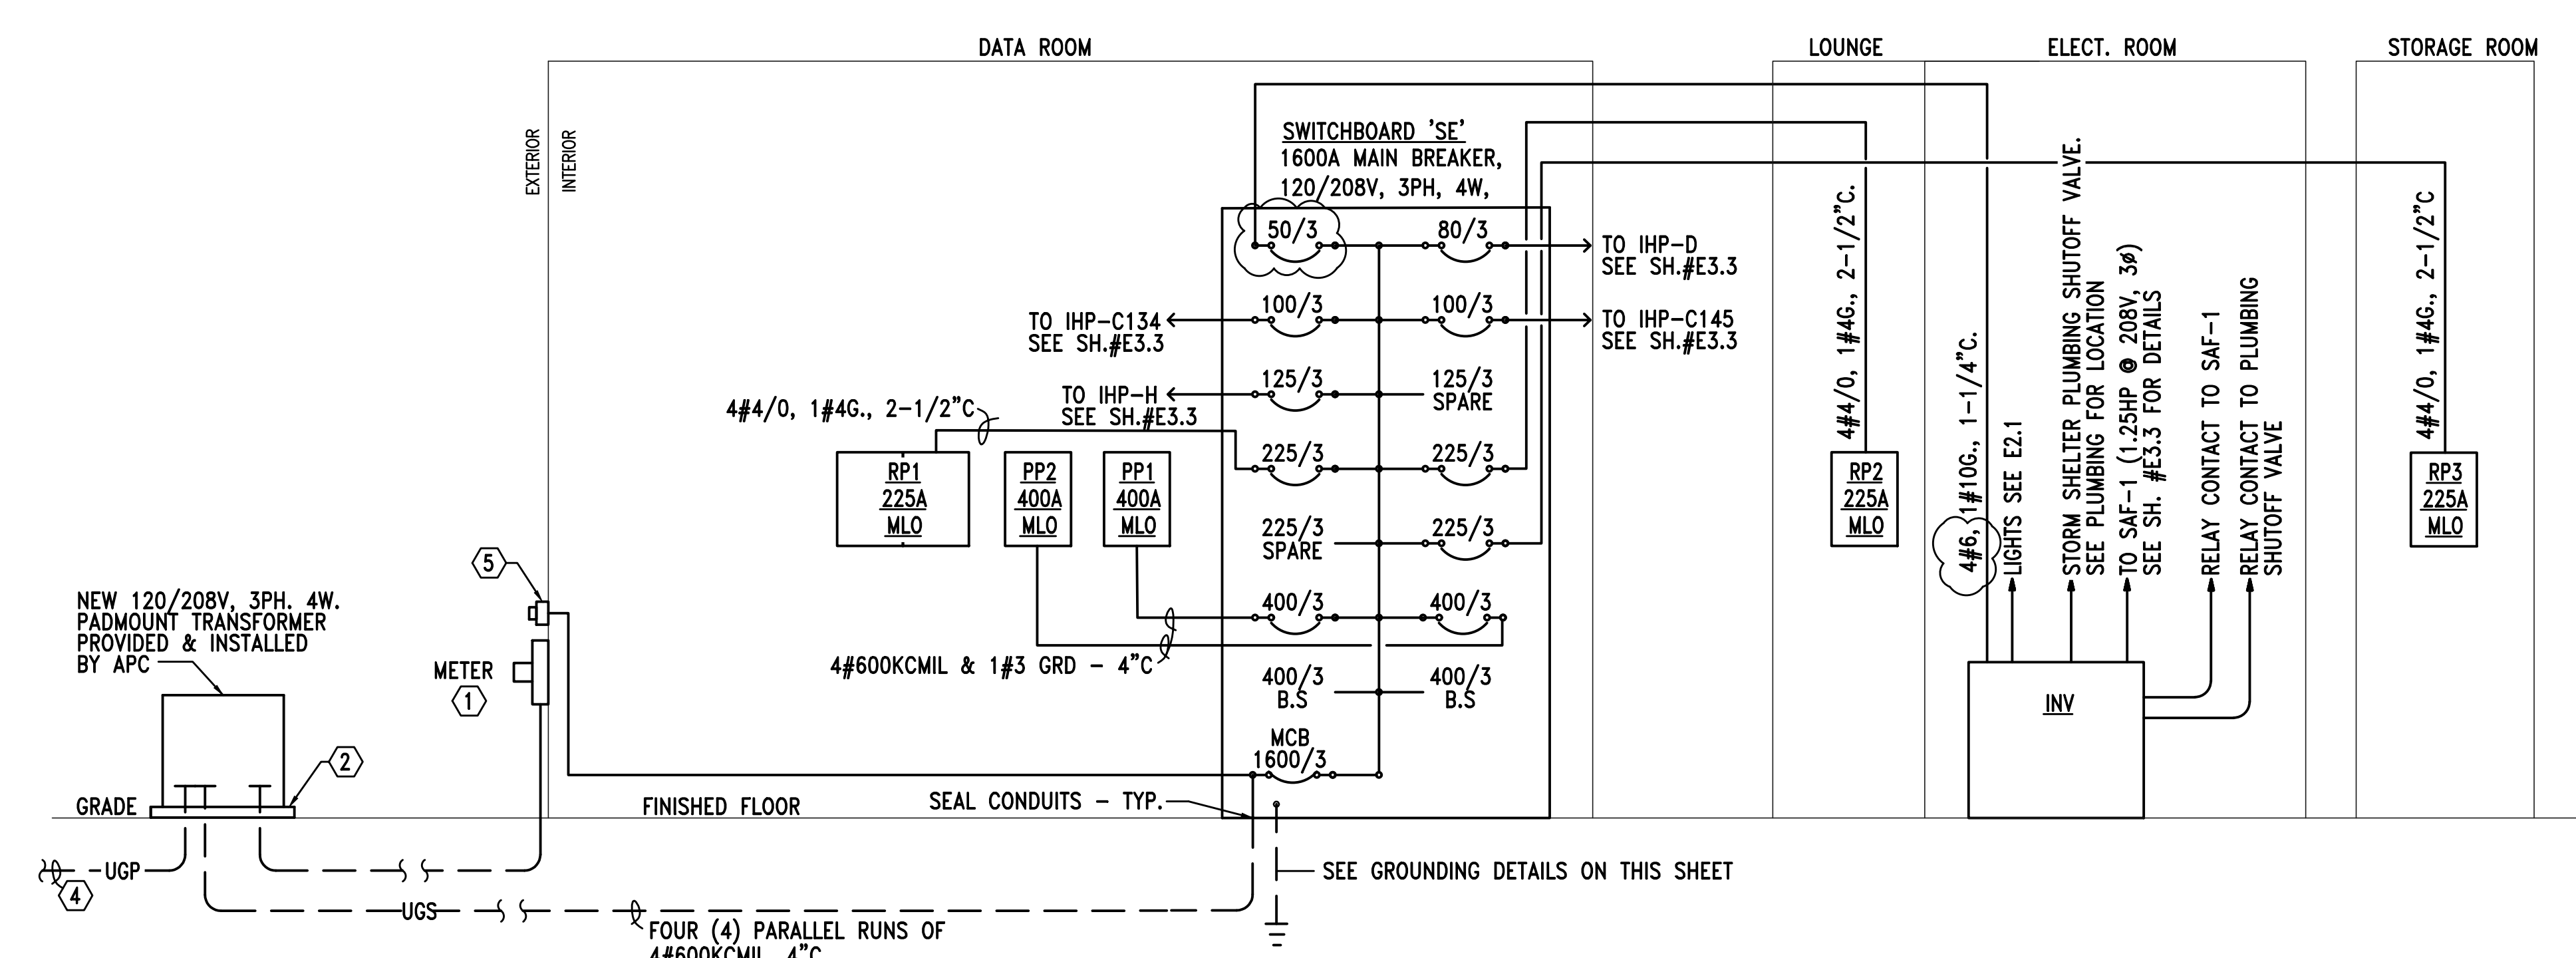 DATA ROOM
LOUNGE
ELECT. ROOM
STORAGE ROOM
EXTERIOR
INTERIOR
SWITCHBOARD 'SE'
1600A MAIN BREAKER,
120/208V, 3PH, 4W,
50/3
80/3
TO IHP-D
SEE SH.#E3.3
TO IHP-C134
SEE SH.#E3.3
100/3
100/3
TO IHP-C145
SEE SH.#E3.3
TO IHP-H
SEE SH.#E3.3
125/3
125/3
SPARE
4#4/0, 1#4G., 2-1/2"C
225/3
225/3
RP1
225A
MLO
PP2
400A
MLO
PP1
400A
MLO
225/3
SPARE
225/3
400/3
400/3
4#600KCMIL & 1#3 GRD - 4"C
400/3
B.S
400/3
B.S
MCB
1600/3
4#4/0, 1#4G., 2-1/2"C.
RP2
225A
MLO
4#6, 1#10G., 1-1/4"C.
LIGHTS SEE E2.1
STORM SHELTER PLUMBING SHUTOFF VALVE.
SEE PLUMBING FOR LOCATION
TO SAF-1 (1.25HP @ 208V, 3ø)
SEE SH. #E3.3 FOR DETAILS
RELAY CONTACT TO SAF-1
RELAY CONTACT TO PLUMBING
SHUTOFF VALVE
INV
4#4/0, 1#4G., 2-1/2"C
RP3
225A
MLO
5
NEW 120/208V, 3PH. 4W.
PADMOUNT TRANSFORMER
PROVIDED & INSTALLED
BY APC
METER
1
2
GRADE
FINISHED FLOOR
SEAL CONDUITS - TYP.
UGP
4
SEE GROUNDING DETAILS ON THIS SHEET
UGS
FOUR (4) PARALLEL RUNS OF
4#600KCMIL, 4"C